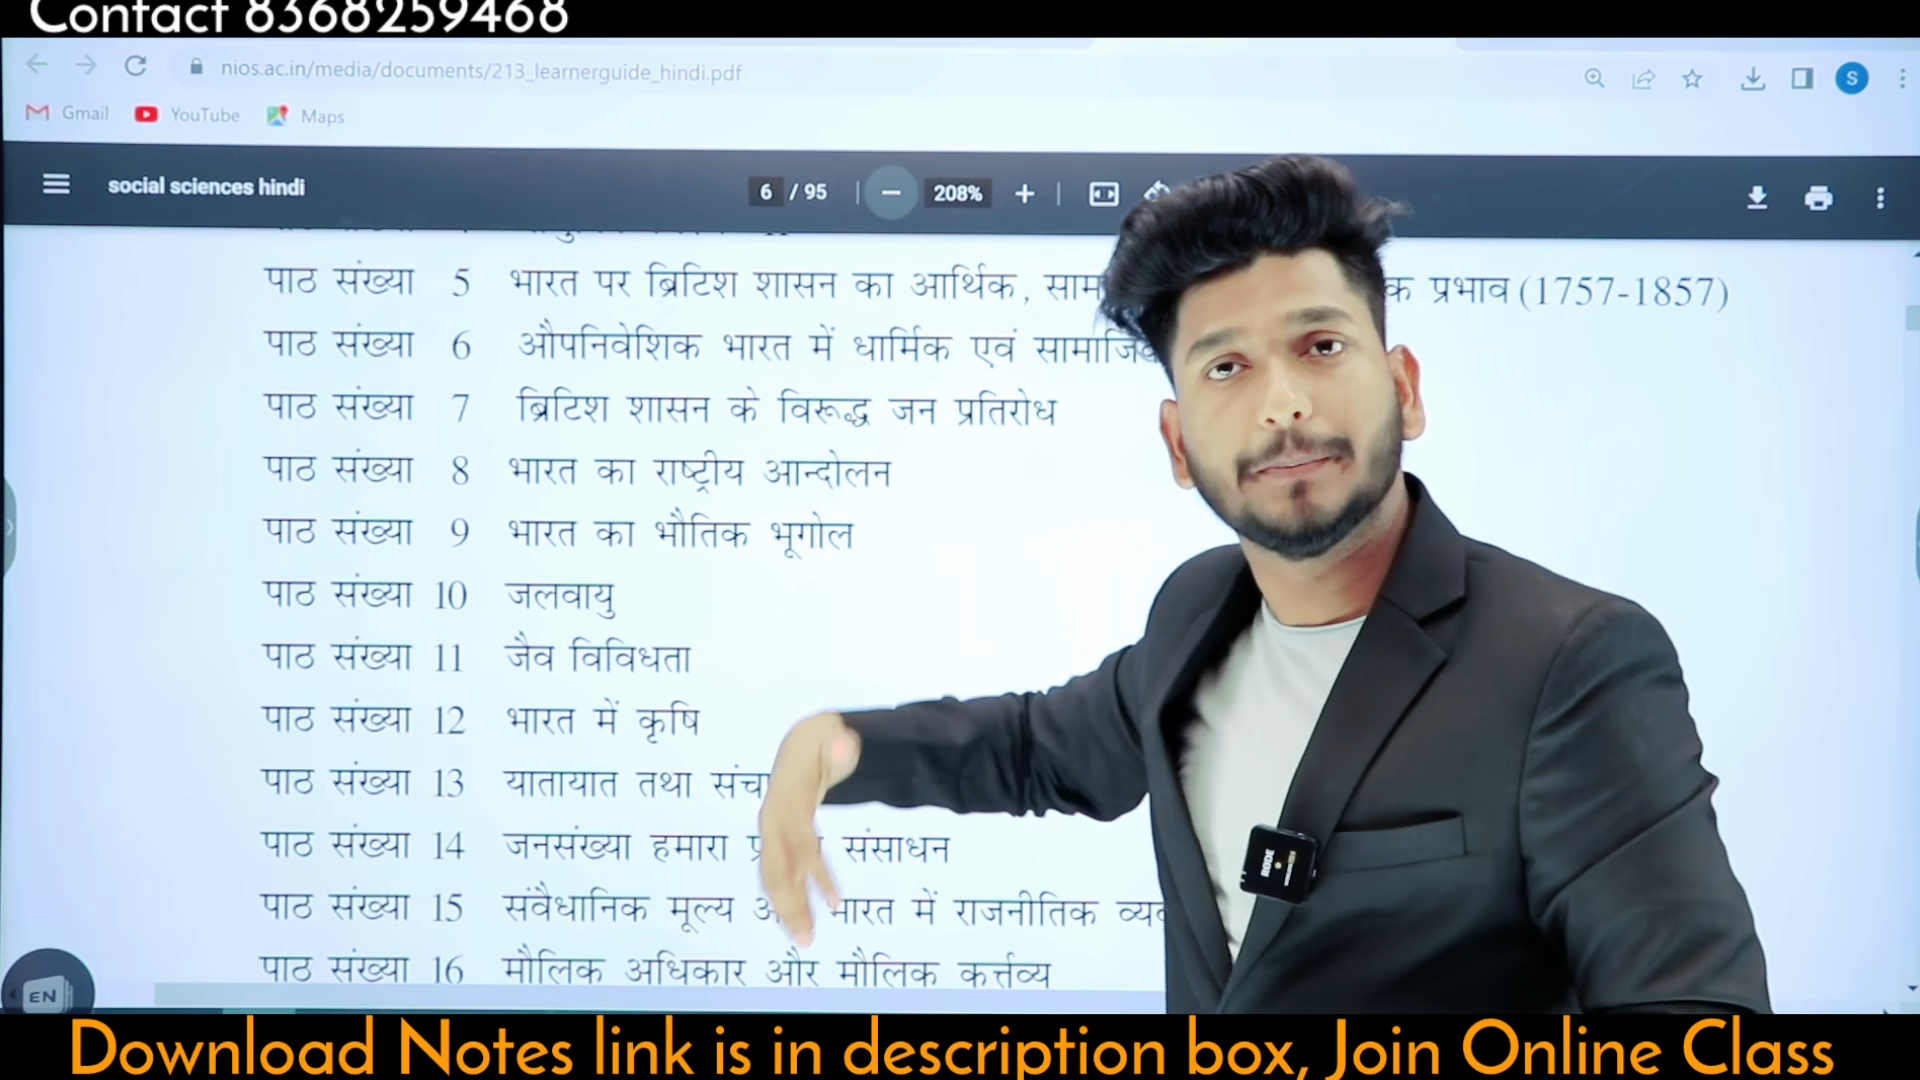 Contact 8368259468
nios.ac.in/media/documents/213_learnerguide_hindi.pdf
S
Gmail YouTube Maps
social sciences hindi 6 / 95 208%
पाठ संख्या 5 भारत पर ब्रिटिश शासन का आर्थिक, प्रभाव (1757-1857)
पाठ संख्या 6 औपनिवेशिक भारत में धार्मिक एवं
पाठ संख्या 7 ब्रिटिश शासन के विरूद्ध जन प्रतिरोध
पाठ संख्या 8 भारत का राष्ट्रीय आन्दोलन
पाठ संख्या 9 भारत का भौतिक भूगोल
पाठ संख्या 10 जलवायु
पाठ संख्या 11 जैव विविधता
पाठ संख्या 12 भारत में कृषि
पाठ संख्या 13 यातायात तथा
पाठ संख्या 14 जनसंख्या हमारा संसाधन
पाठ संख्या 15 संवैधानिक मूल्य भारत में राजनीतिक
पाठ संख्या 16 मौलिक अधिकार और मौलिक कर्त्तव्य
RODE
EN
Download Notes link is in description box, Join Online Class